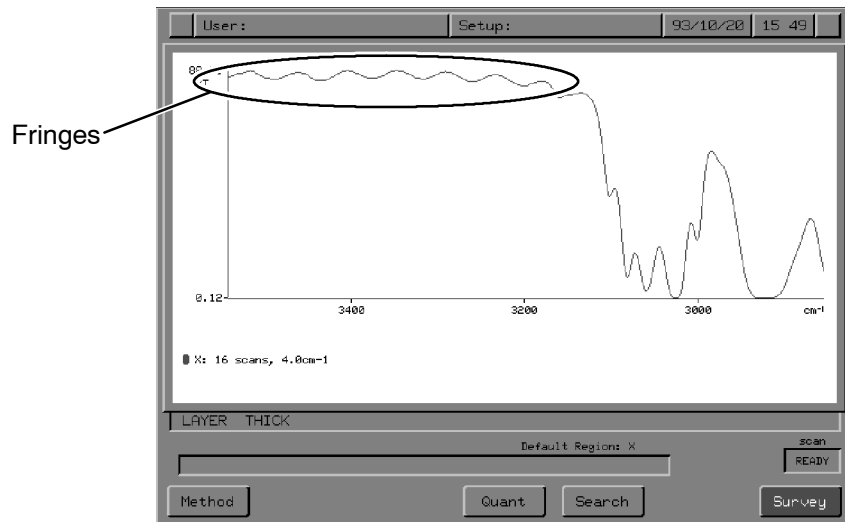 User: Setup: 93/10/20 15 49
80
T
Fringes
0.12
3400 3200 3000 cm-1
X: 16 scans, 4.0cm-1
LAYER THICK
Default Region: X scan
READY
Method Quant Search Survey